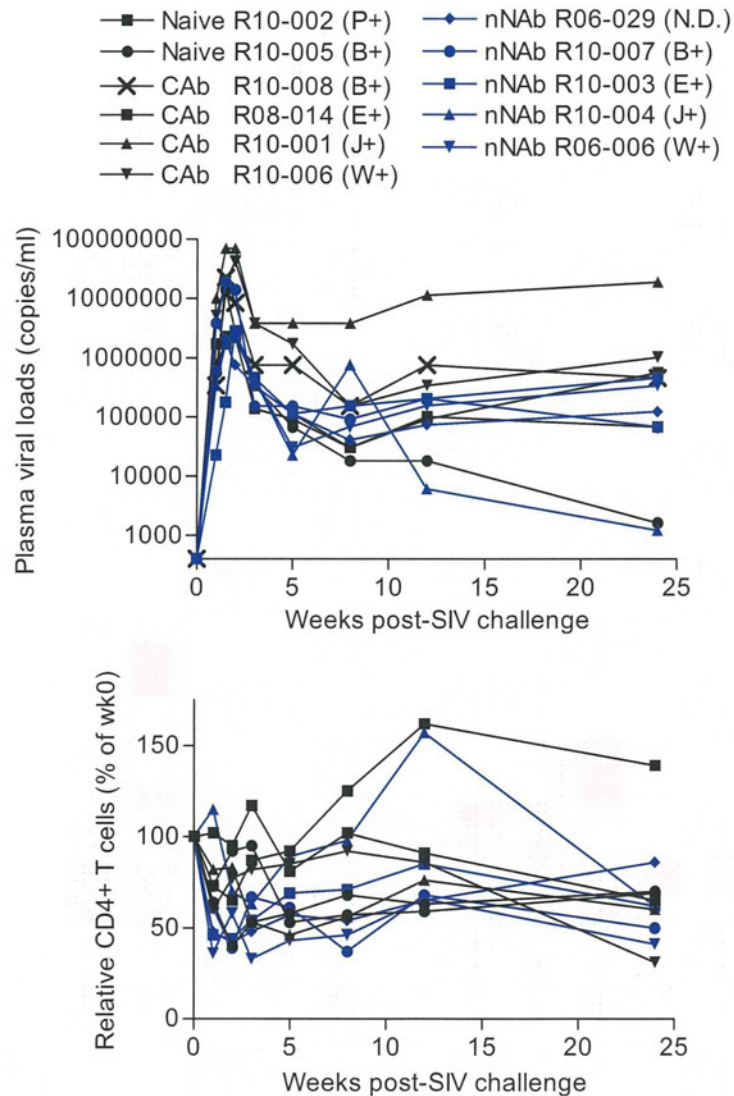 Naive R10-002 (P+)
Naive R10-005 (B+)
CAb R10-008 (B+)
CAb R08-014 (E+)
CAb R10-001 (J+)
CAb R10-006 (W+)
nNAb R06-029 (N.D.)
nNAb R10-007 (B+)
nNAb R10-003 (E+)
nNAb R10-004 (J+)
nNAb R06-006 (W+)
Plasma viral loads (copies/ml)
100000000
10000000
1000000
100000
10000
1000
0 5 10 15 20 25
Weeks post-SIV challenge
Relative CD4+ T cells (% of wk0)
150
100
50
0
0 5 10 15 20 25
Weeks post-SIV challenge